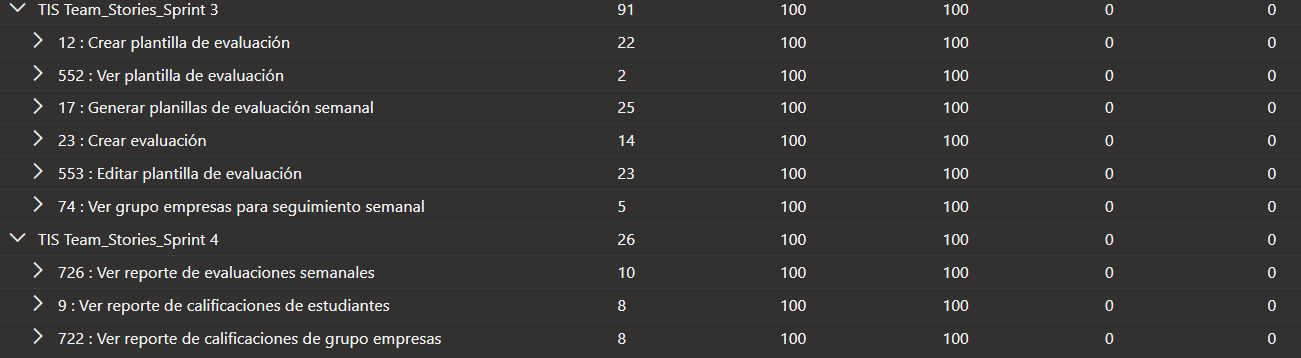 TIS Team_Stories_Sprint 3 91 100 100 0 0
12 : Crear plantilla de evaluación 22 100 100 0 0
552 : Ver plantilla de evaluación 2 100 100 0 0
17 : Generar planillas de evaluación semanal 25 100 100 0 0
23 : Crear evaluación 14 100 100 0 0
553 : Editar plantilla de evaluación 23 100 100 0 0
74 : Ver grupo empresas para seguimiento semanal 5 100 100 0 0
TIS Team_Stories_Sprint 4 26 100 100 0 0
726 : Ver reporte de evaluaciones semanales 10 100 100 0 0
9 : Ver reporte de calificaciones de estudiantes 8 100 100 0 0
722 : Ver reporte de calificaciones de grupo empresas 8 100 100 0 0